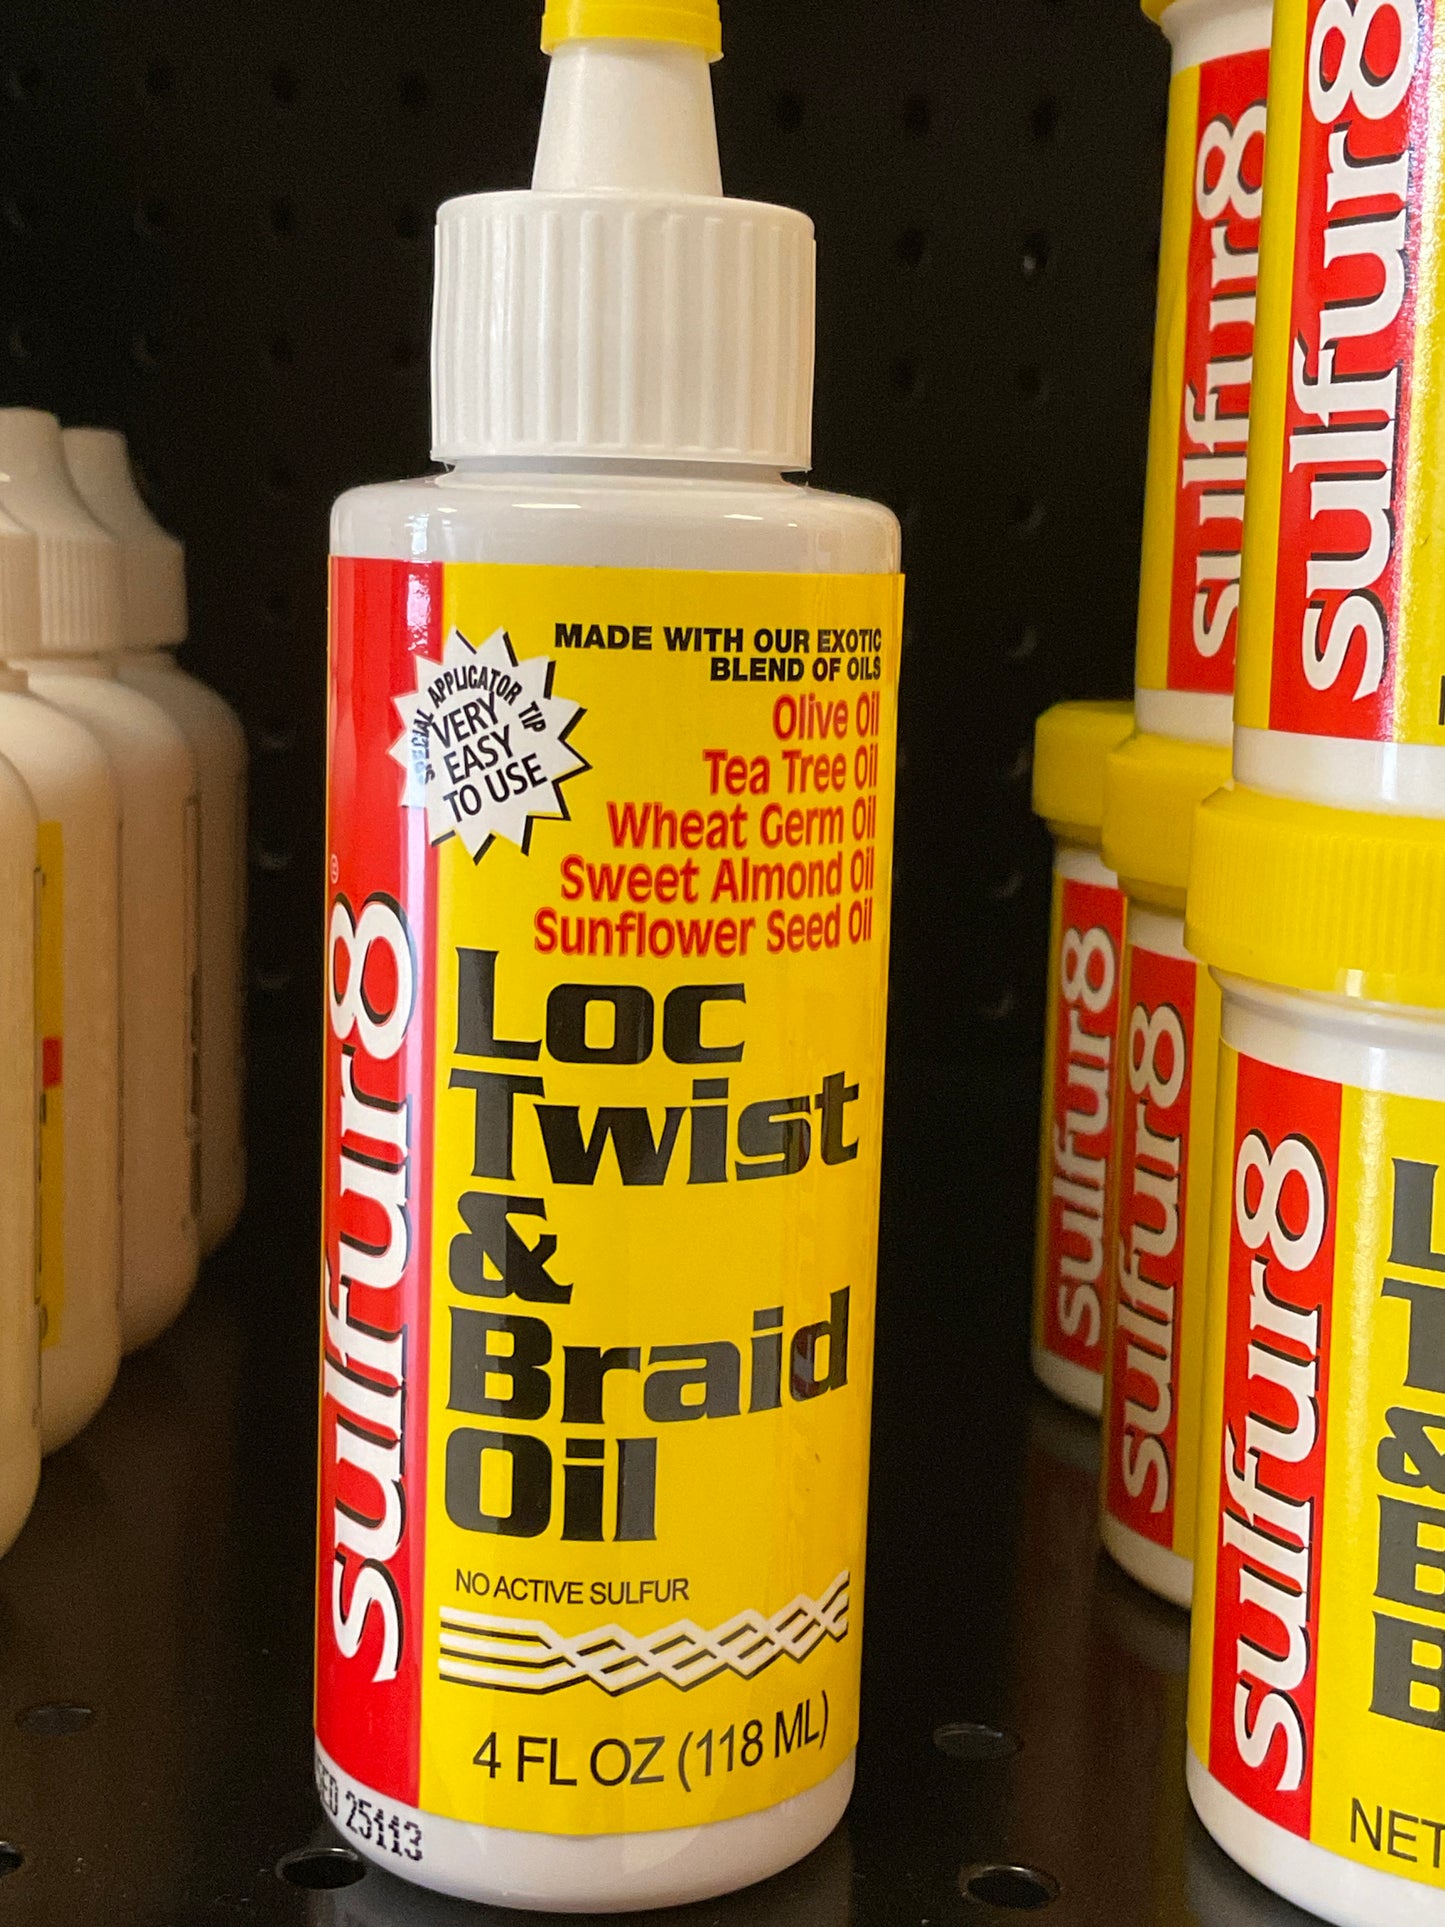 SPECIAL APPLICATOR TIP
VERY
EASY
TO USE
MADE WITH OUR EXOTIC
BLEND OF OILS
Olive Oil
Tea Tree Oil
Wheat Germ Oil
Sweet Almond Oil
Sunflower Seed Oil
sulfur8®
Loc
Twist
&
Braid
Oil
NO ACTIVE SULFUR
4 FL OZ (118 ML)
25113
sulfur8
sulfur8
sulfur8
sulfur8
sulfur8
&
NET